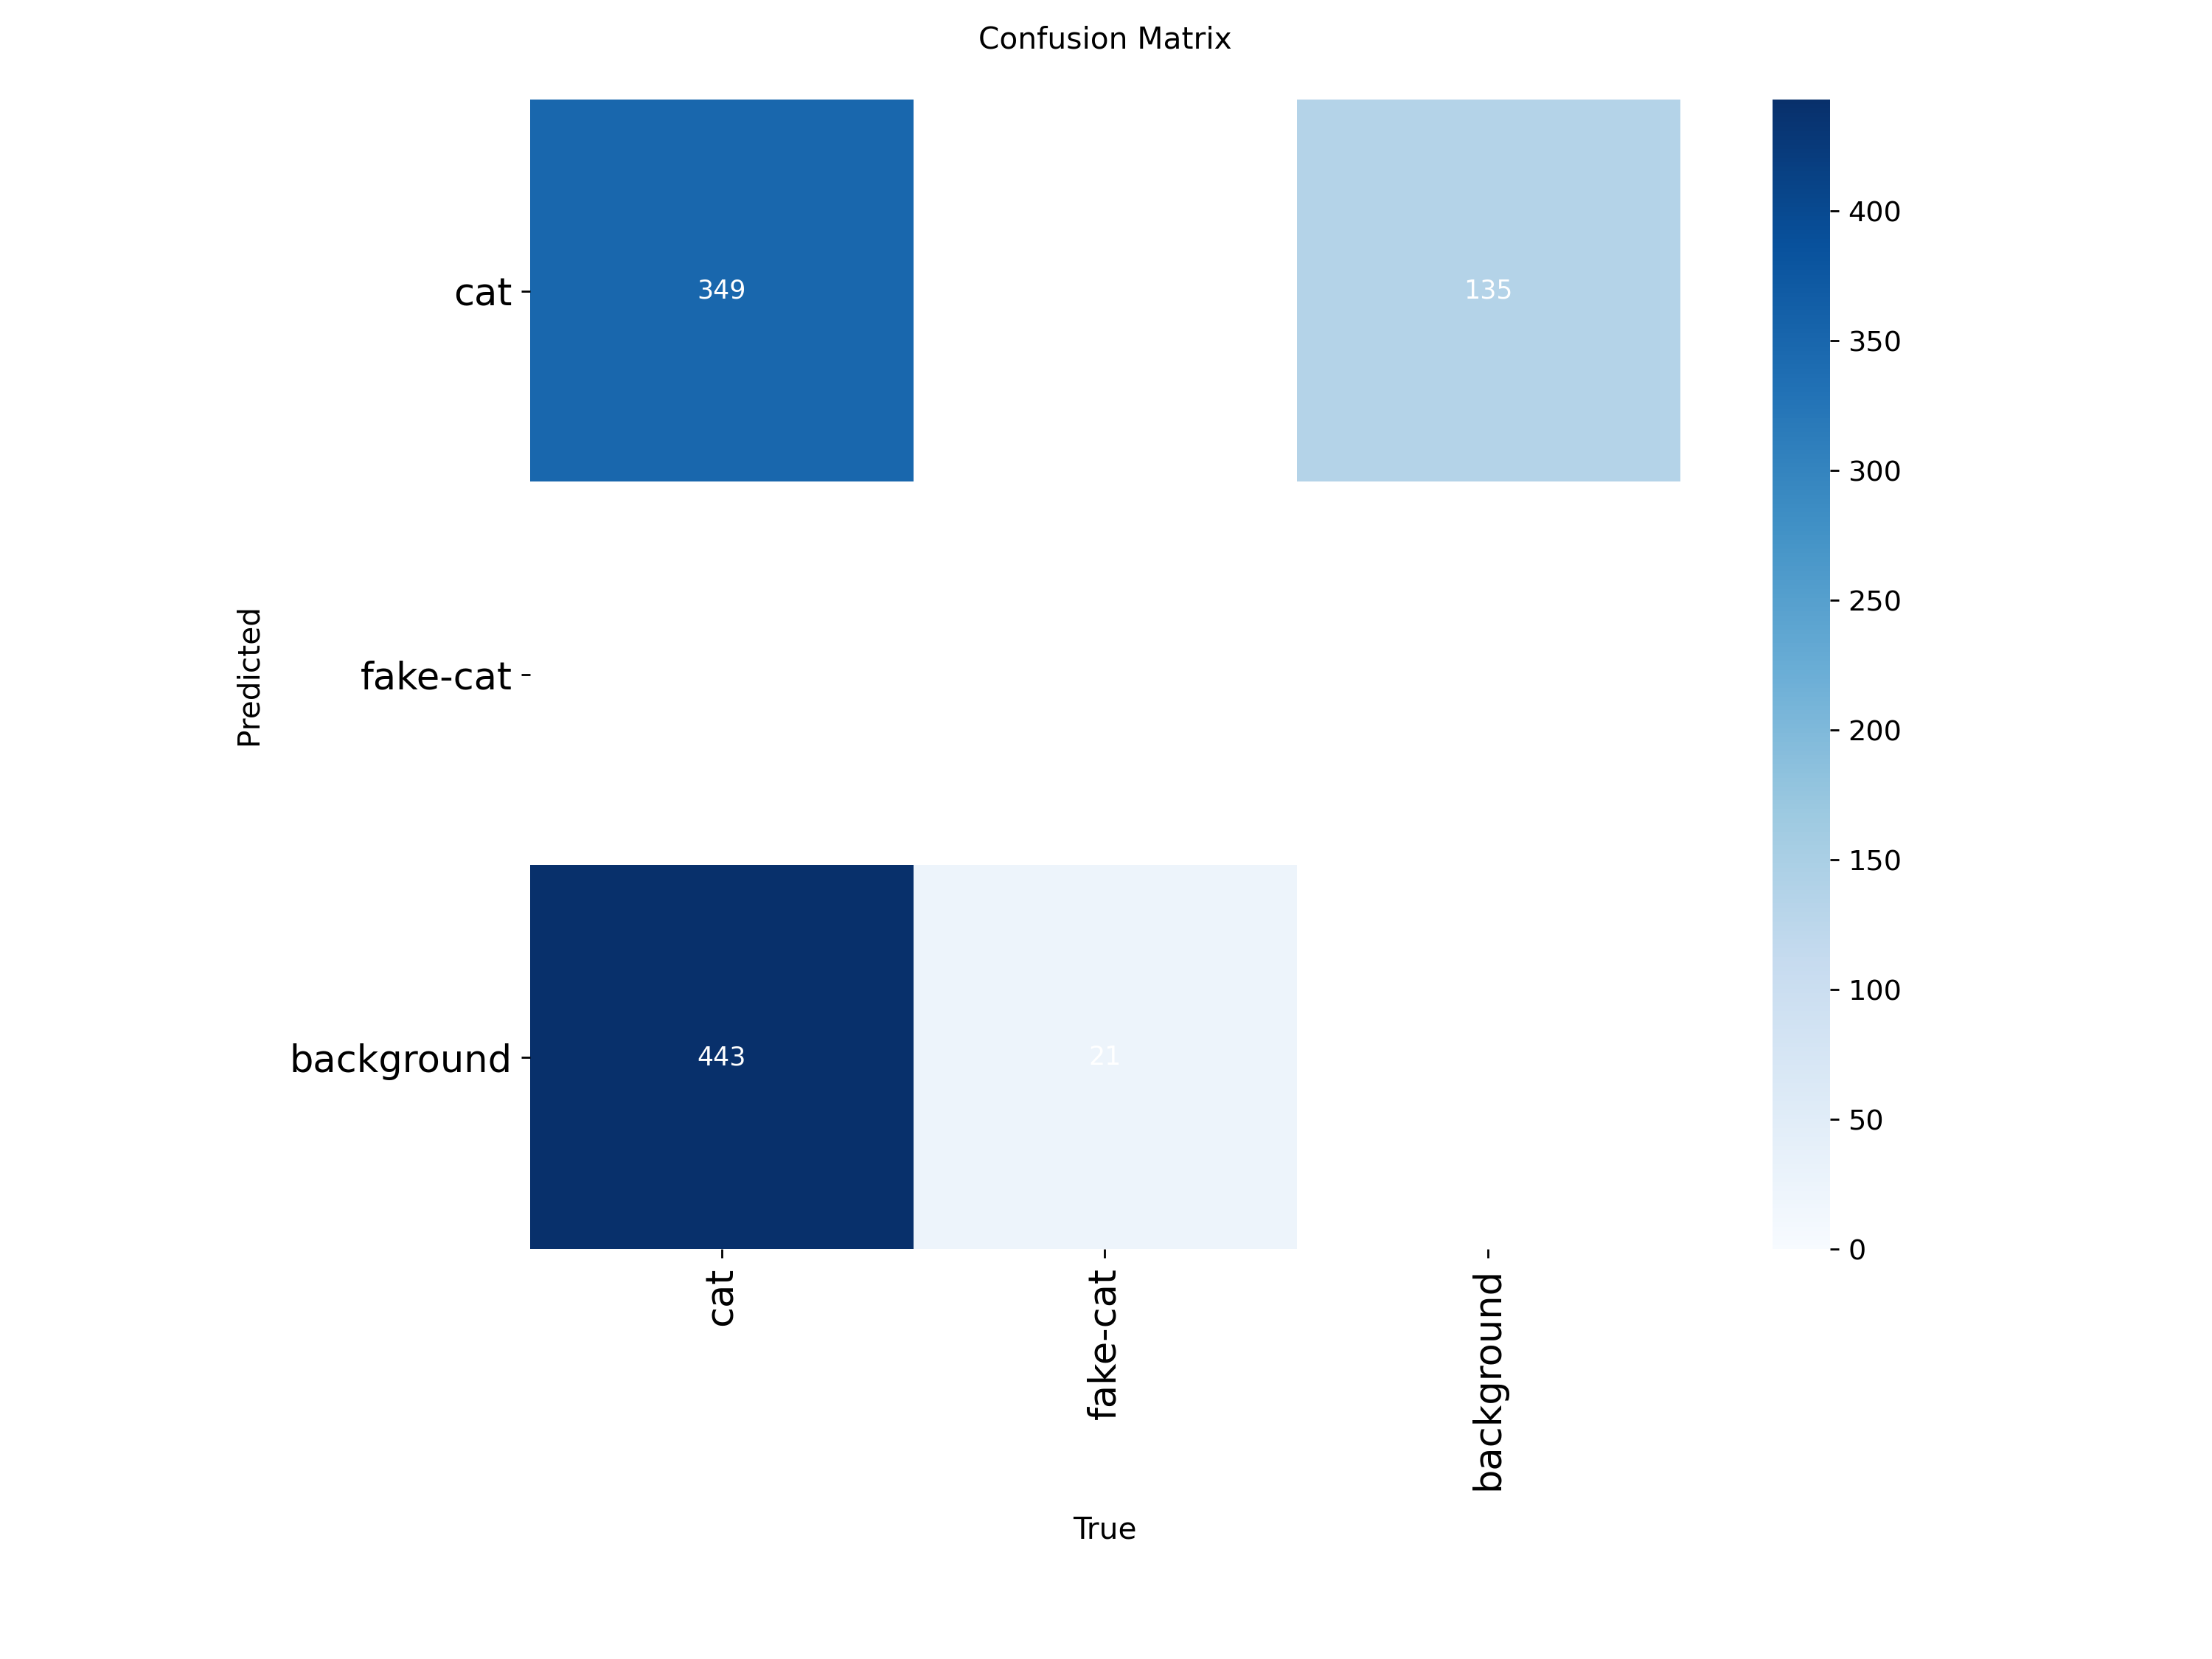 Confusion Matrix
Predicted
cat
fake-cat
background
349
135
443
21
cat
fake-cat
background
True
400
350
300
250
200
150
100
50
0